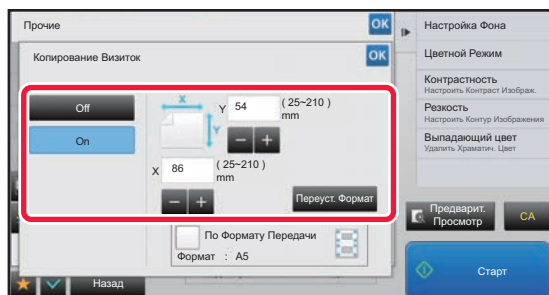 Прочие
OK
Копирование Визиток
OK
Off
On
X
Y
Y 54 ( 25~210 )
mm
X 86 ( 25~210 )
mm
Переуст. Формат
По Формату Передачи
Формат : A5
Назад
Настройка Фона
Цветной Режим
Контрастность
Настроить Контраст Изображ.
Резкость
Настроить Контур Изображения
Выпадающий цвет
Удалить Храматич. Цвет
Предварит.
Просмотр
CA
Старт